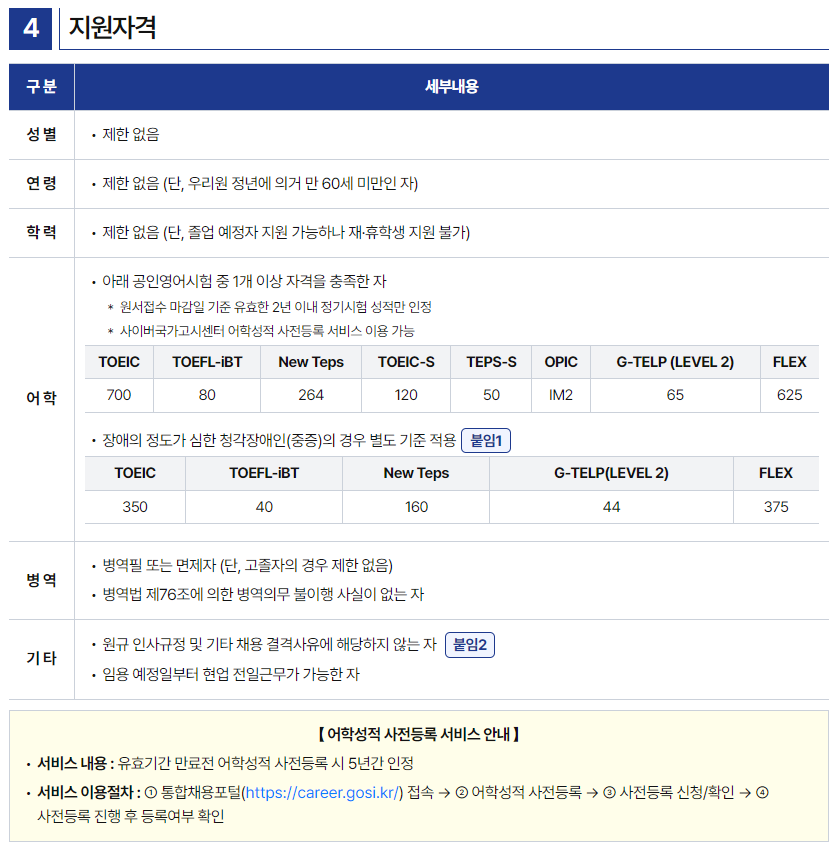 4 지원자격
구 분 세부내용
성 별 • 제한 없음
연 령 • 제한 없음 (단, 우리원 정년에 의거 만 60세 미만인 자)
학 력 • 제한 없음 (단, 졸업 예정자 지원 가능하나 재·휴학생 지원 불가)
어 학
• 아래 공인영어시험 중 1개 이상 자격을 충족한 자
* 원서접수 마감일 기준 유효한 2년 이내 정기시험 성적만 인정
* 사이버국가고시센터 어학성적 사전등록 서비스 이용 가능
TOEIC TOEFL-iBT New Teps TOEIC-S TEPS-S OPIC G-TELP (LEVEL 2) FLEX
700 80 264 120 50 IM2 65 625
• 장애의 정도가 심한 청각장애인(중증)의 경우 별도 기준 적용 붙임1
TOEIC TOEFL-iBT New Teps G-TELP(LEVEL 2) FLEX
350 40 160 44 375
병 역
• 병역필 또는 면제자 (단, 고졸자의 경우 제한 없음)
• 병역법 제76조에 의한 병역의무 불이행 사실이 없는 자
기 타
• 원규 인사규정 및 기타 채용 결격사유에 해당하지 않는 자 붙임2
• 임용 예정일부터 현업 전일근무가 가능한 자
【 어학성적 사전등록 서비스 안내 】
• 서비스 내용 : 유효기간 만료전 어학성적 사전등록 시 5년간 인정
• 서비스 이용절차 : ① 통합채용포털(https://career.gosi.kr/) 접속 → ② 어학성적 사전등록 → ③ 사전등록 신청/확인 → ④
사전등록 진행 후 등록여부 확인